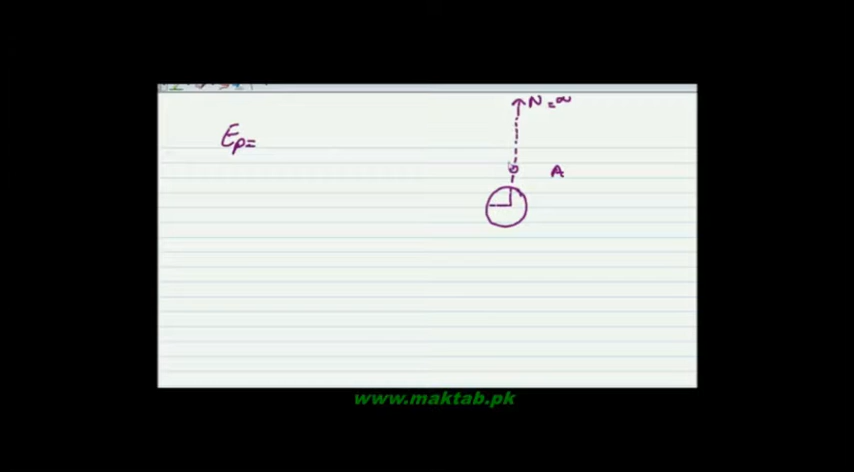 N = ∞
Ep=
A
www.maktab.pk